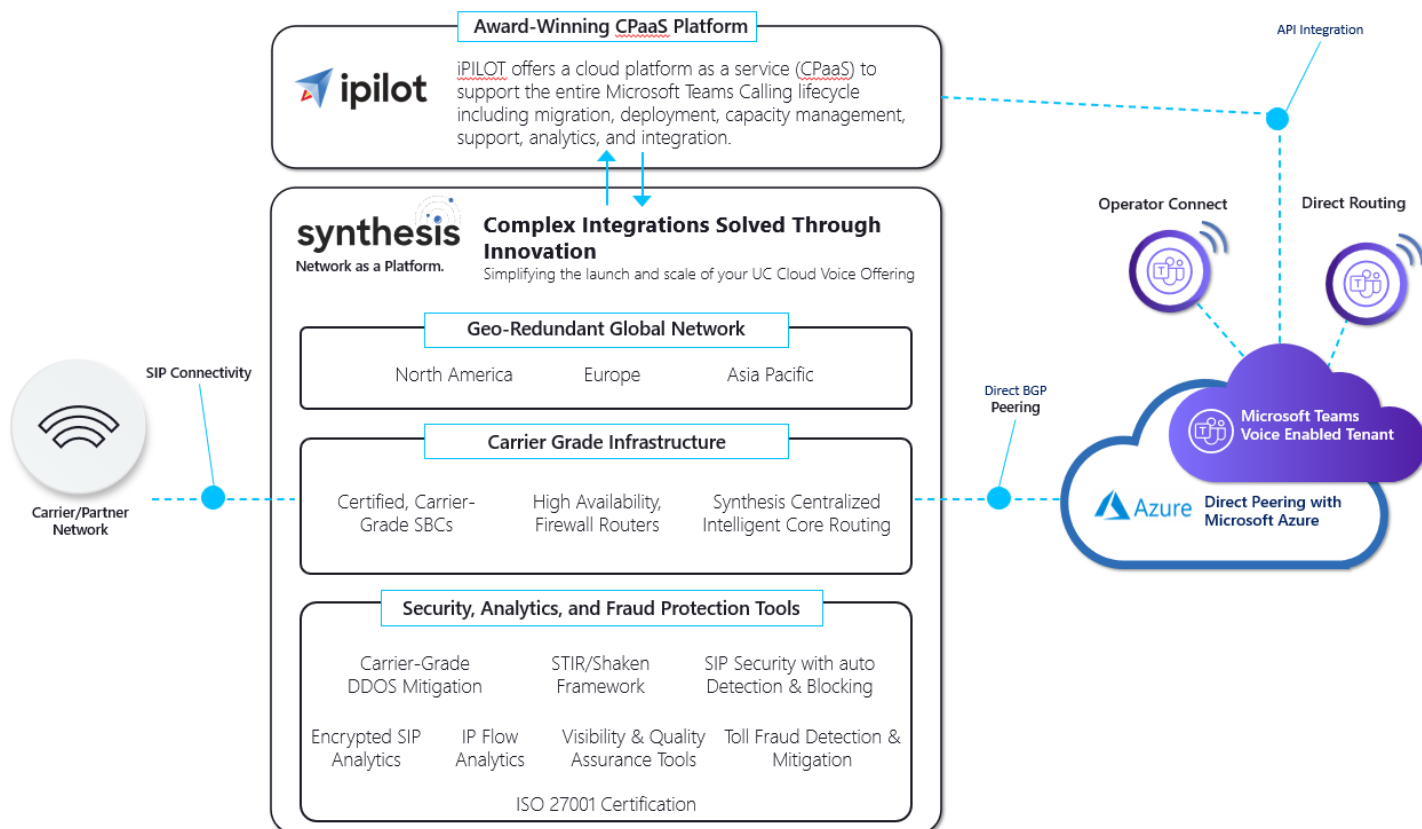 Award-Winning CPaaS Platform
ipilot
iPILOT offers a cloud platform as a service (CPaaS) to
support the entire Microsoft Teams Calling lifecycle
including migration, deployment, capacity management,
support, analytics, and integration.
API Integration
synthesis
Network as a Platform.
Complex Integrations Solved Through
Innovation
Simplifying the launch and scale of your UC Cloud Voice Offering
Operator Connect
Direct Routing
Geo-Redundant Global Network
North America
Europe
Asia Pacific
SIP Connectivity
Carrier/Partner
Network
Direct BGP
Peering
Carrier Grade Infrastructure
Certified, Carrier-
Grade SBCs
High Availability,
Firewall Routers
Synthesis Centralized
Intelligent Core Routing
Microsoft Teams
Voice Enabled Tenant
Azure
Direct Peering with
Microsoft Azure
Security, Analytics, and Fraud Protection Tools
Carrier-Grade
DDOS Mitigation
STIR/Shaken
Framework
SIP Security with auto
Detection & Blocking
Encrypted SIP
Analytics
IP Flow
Analytics
Visibility & Quality
Assurance Tools
Toll Fraud Detection &
Mitigation
ISO 27001 Certification